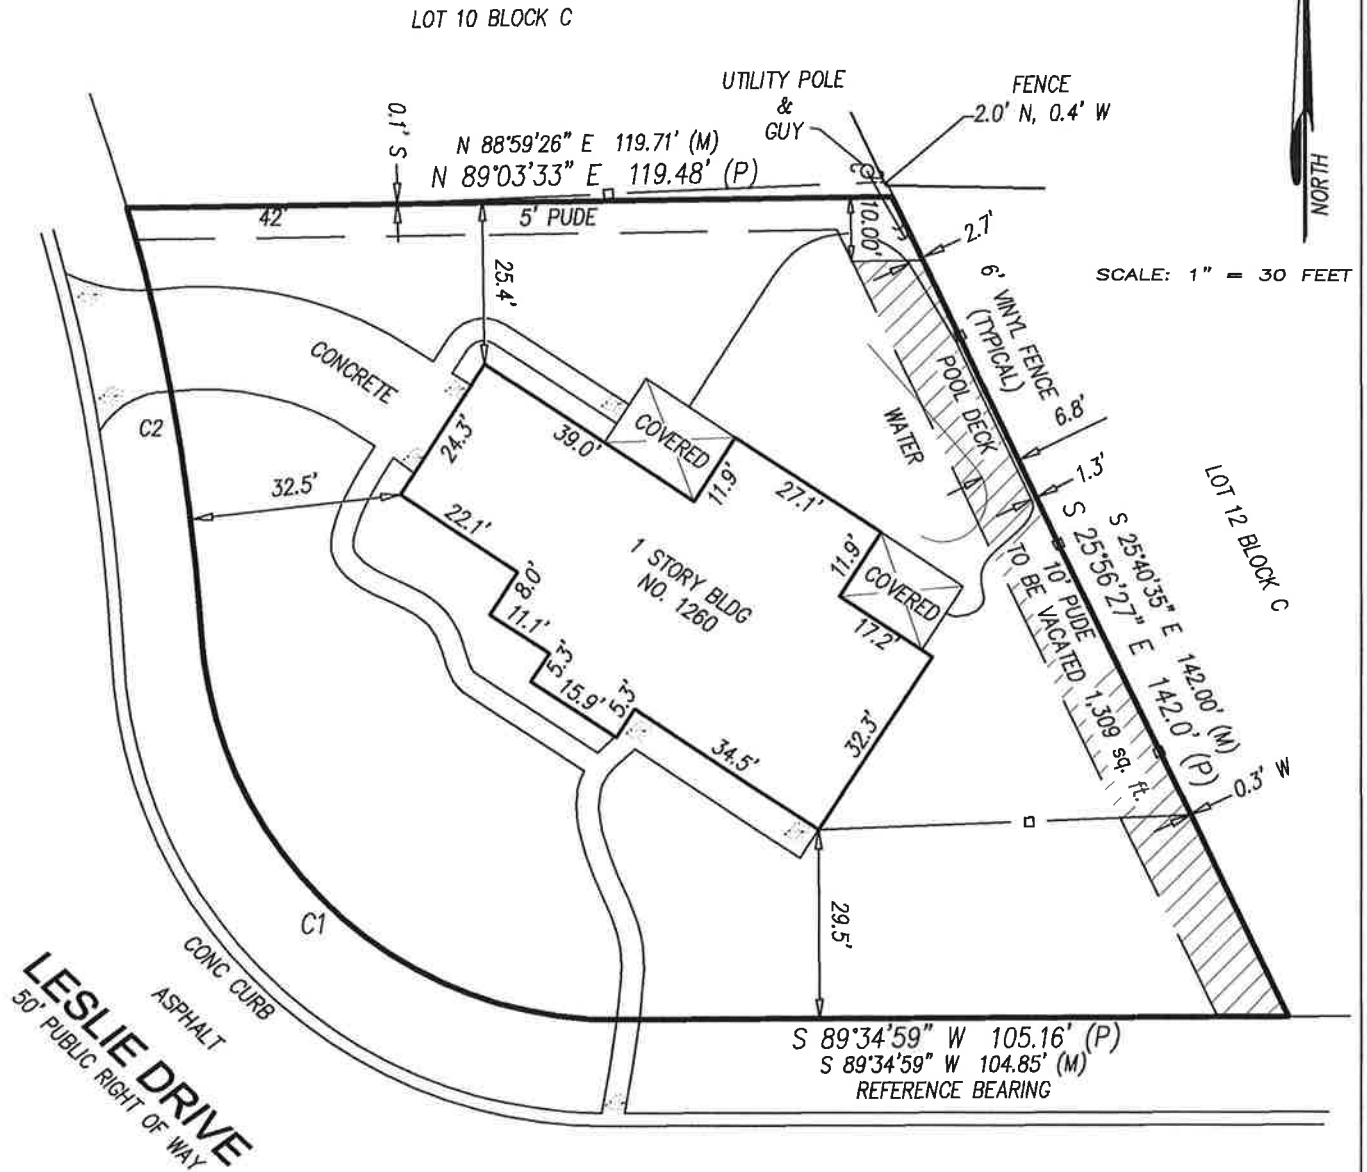 LOT 10 BLOCK C
UTILITY POLE
&
GUY
FENCE
2.0' N, 0.4' W
NORTH
SCALE: 1" = 30 FEET
0.1' S
N 88°59'26" E 119.71' (M)
N 89°03'33" E 119.48' (P)
42'
5' PUDE
10.00'
2.7'
25.4'
6' VINYL FENCE
(TYPICAL)
6.8'
1.3'
POOL DECK
WATER
CONCRETE
C2
32.5'
24.3'
39.0'
COVERED
11.9'
27.1'
11.9'
COVERED
17.2'
22.1'
8.0'
11.1'
5.3'
15.9'
5.3'
34.5'
32.3'
1 STORY BLDG
NO. 1260
LOT 12 BLOCK C
S 25°40'35" E 142.00' (M)
S 25°56'27" E 142.0' (P)
10' PUDE
TO BE VACATED 1,309 sq. ft.
0.3' W
29.5'
C1
CONC CURB
ASPHALT
LESLIE DRIVE
50' PUBLIC RIGHT OF WAY
S 89°34'59" W 105.16' (P)
S 89°34'59" W 104.85' (M)
REFERENCE BEARING